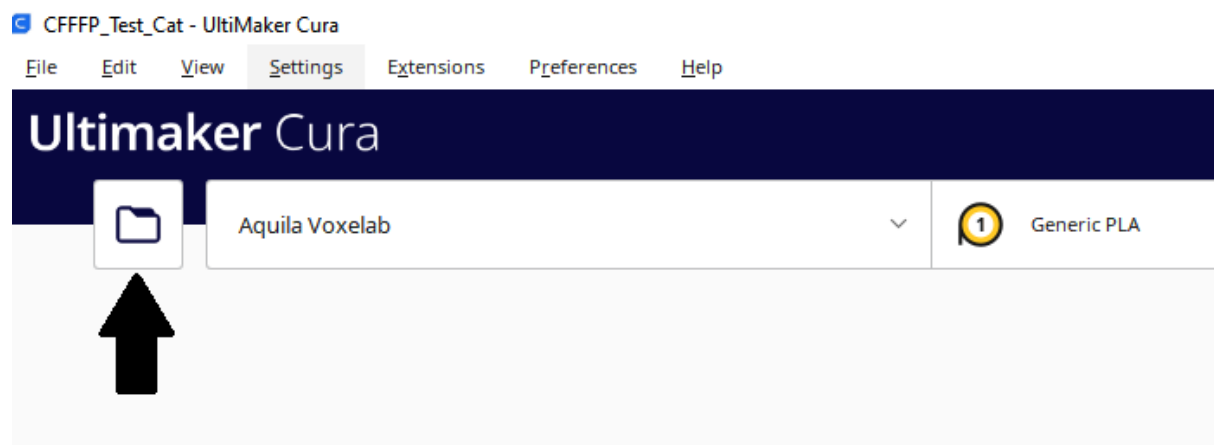 CFFFP_Test_Cat - UltiMaker Cura
File Edit View Settings Extensions Preferences Help
Ultimaker Cura
Aquila Voxelab 1 Generic PLA